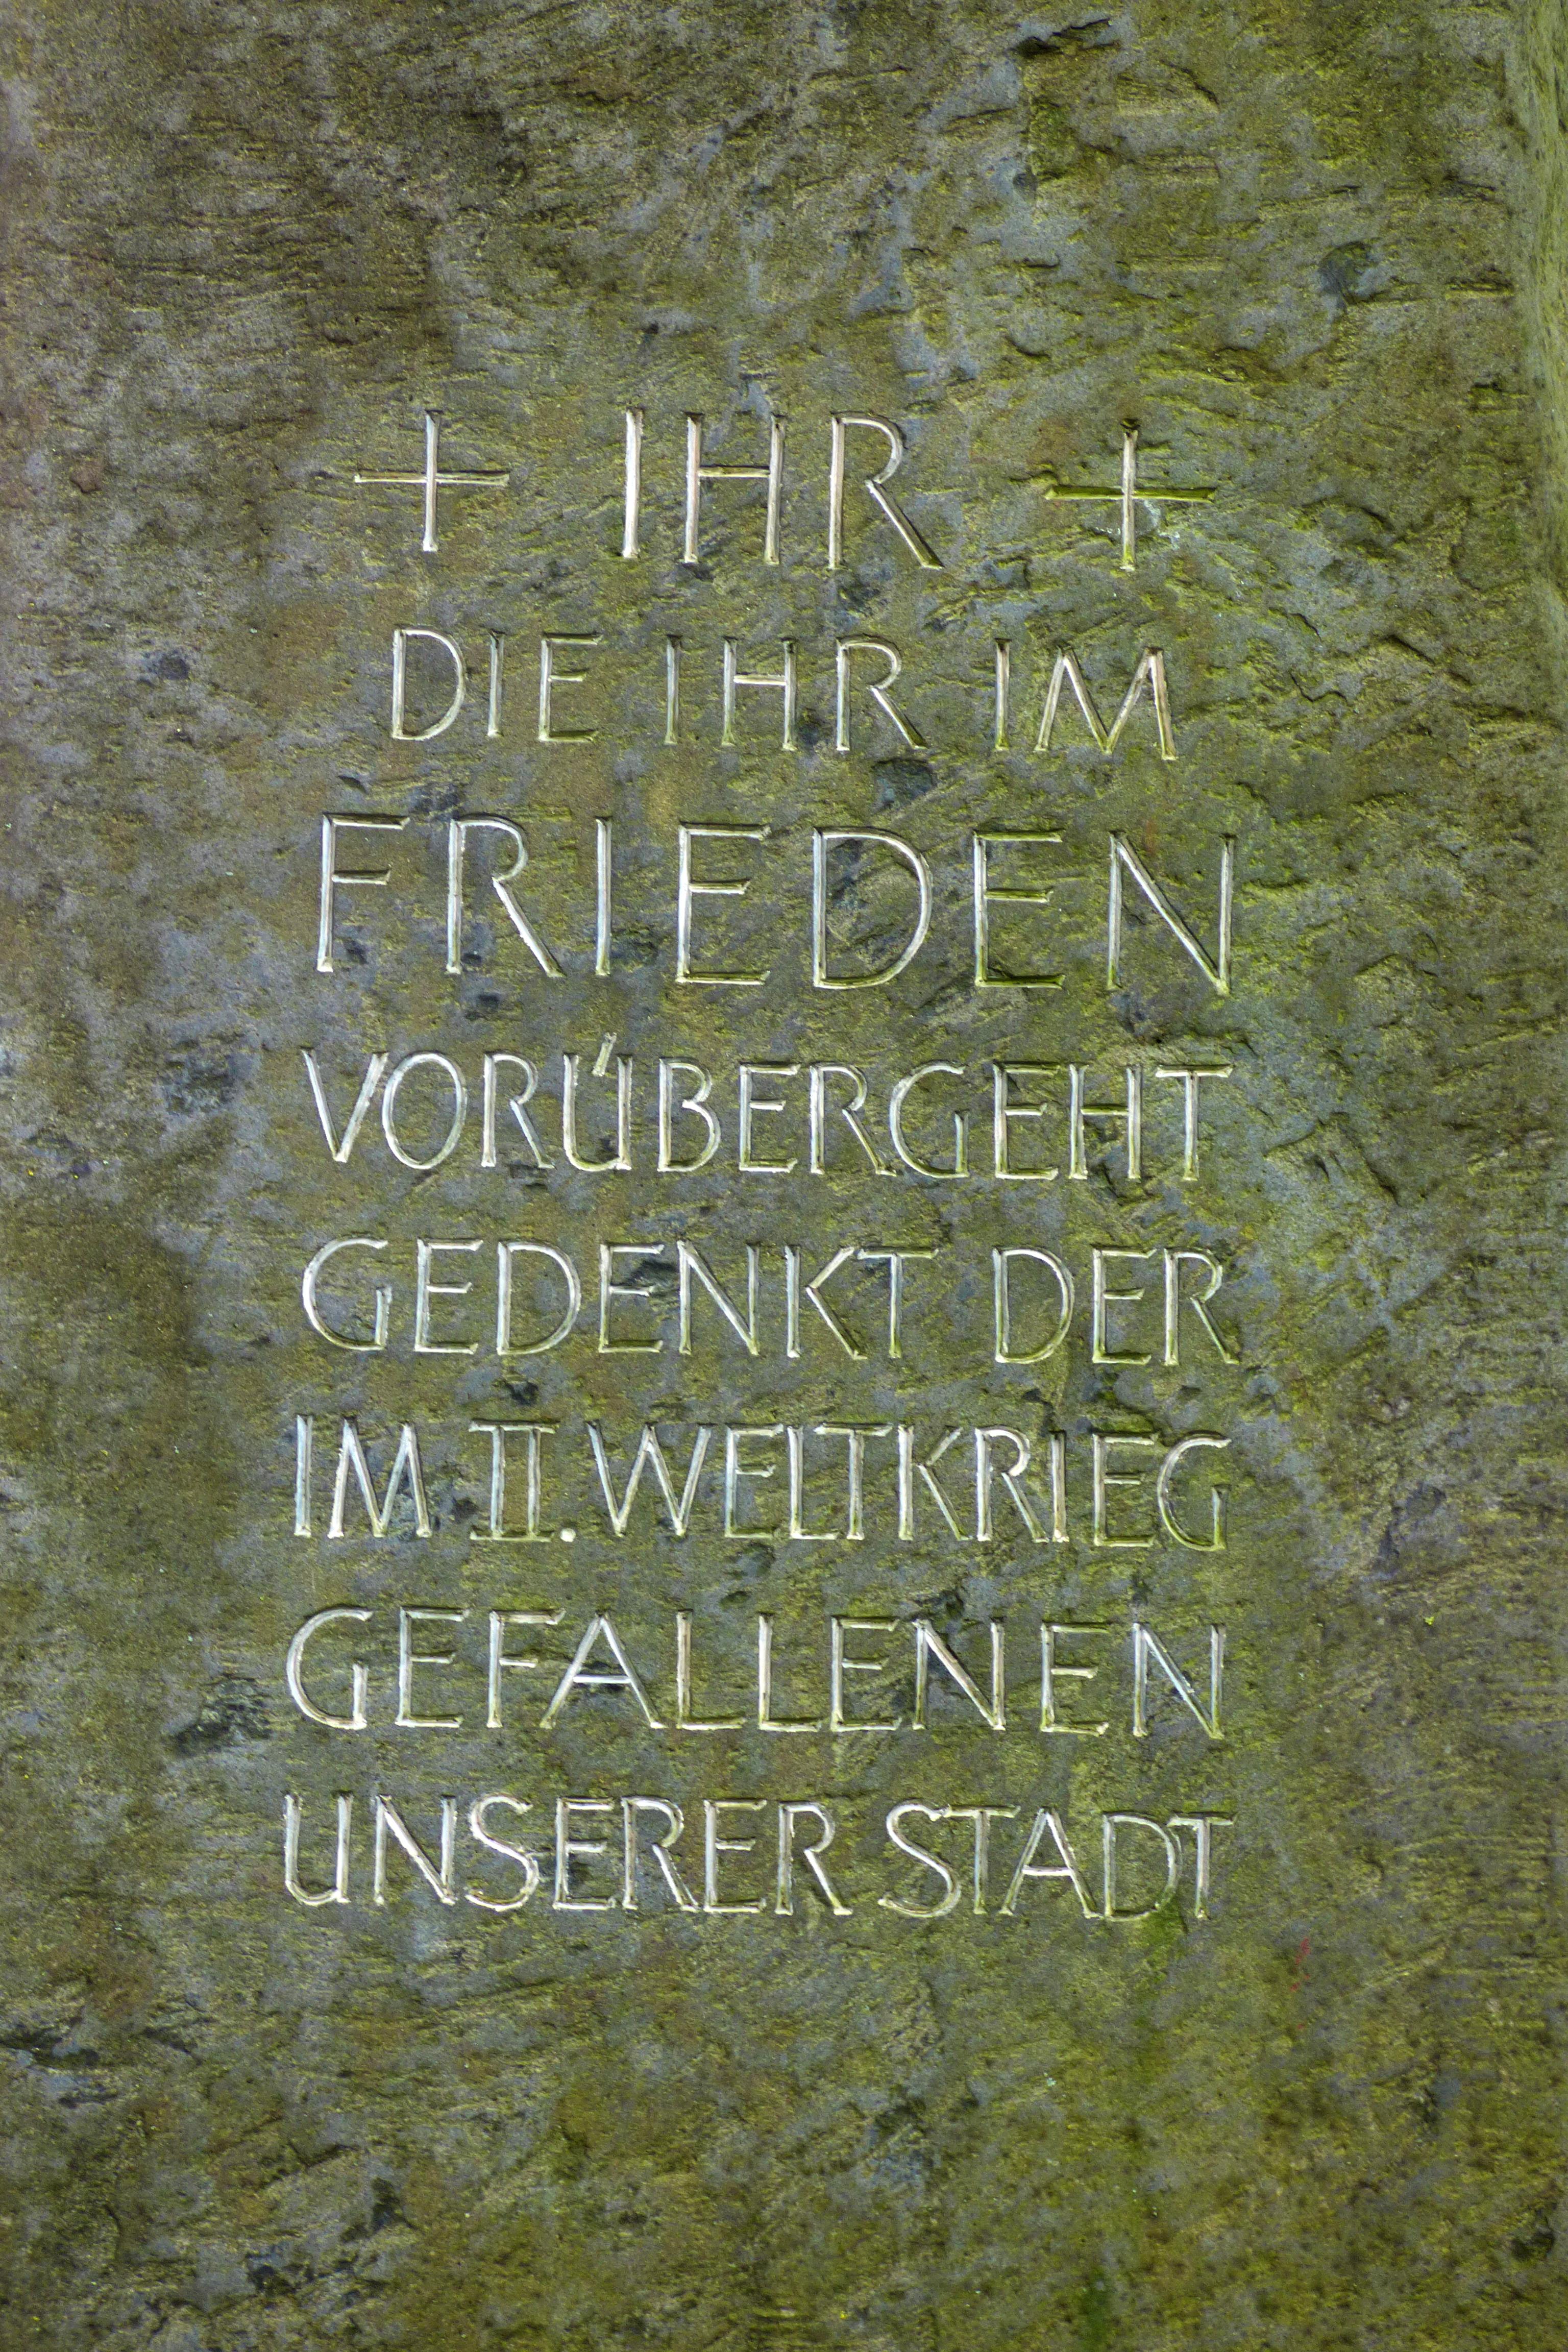 + IHR +
DIE IHR IM
FRIEDEN
VORÜBERGEHT
GEDENKT DER
IM II. WELTKRIEG
GEFALLENEN
UNSERER STADT